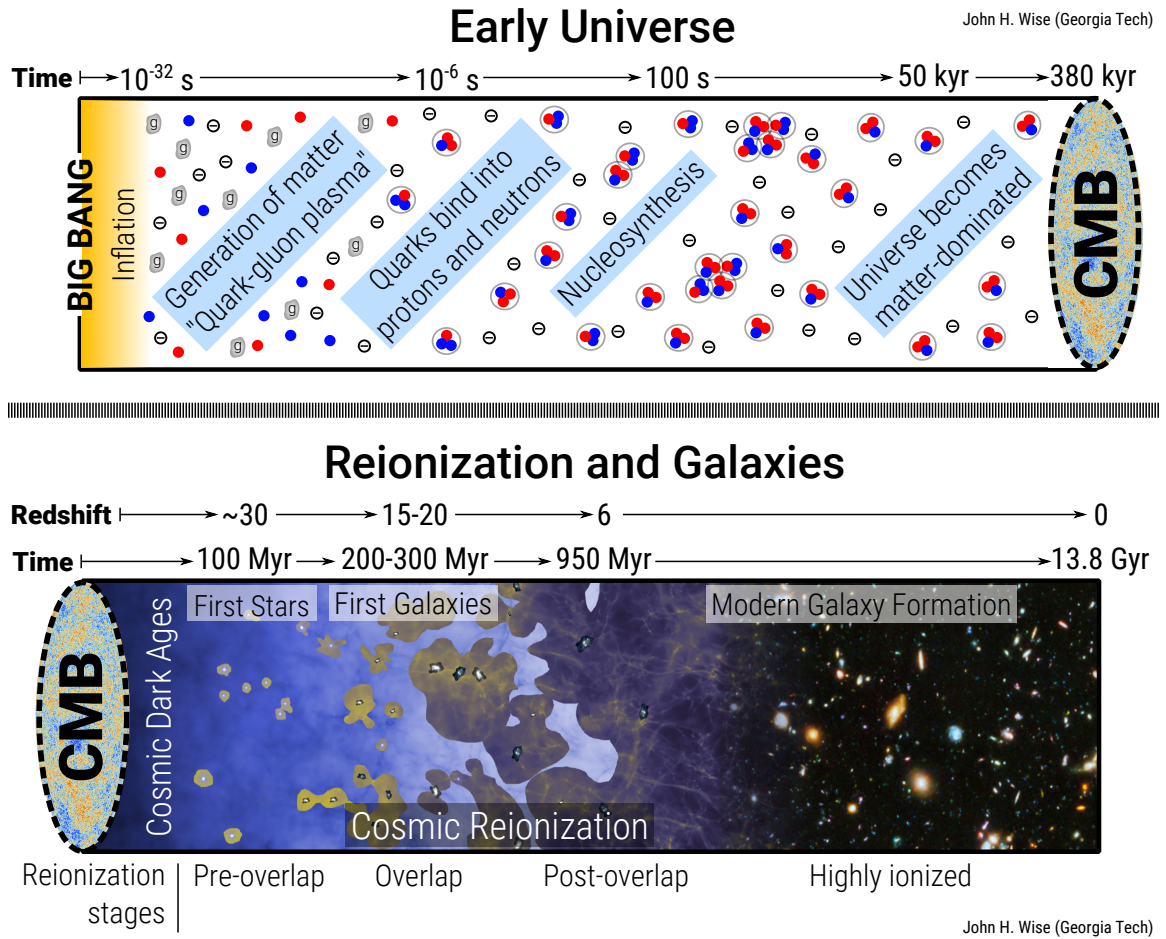 Early Universe
John H. Wise (Georgia Tech)
Time 10⁻³² s 10⁻⁶ s 100 s 50 kyr 380 kyr
BIG BANG
Inflation
g g g g g g g g g g
Generation of matter
"Quark-gluon plasma"
Quarks bind into
protons and neutrons
Nucleosynthesis
Universe becomes
matter-dominated
CMB
Reionization and Galaxies
Redshift ~30 15-20 6 0
Time 100 Myr 200-300 Myr 950 Myr 13.8 Gyr
CMB
Cosmic Dark Ages
First Stars
First Galaxies
Modern Galaxy Formation
Cosmic Reionization
Reionization
stages
Pre-overlap Overlap Post-overlap Highly ionized
John H. Wise (Georgia Tech)